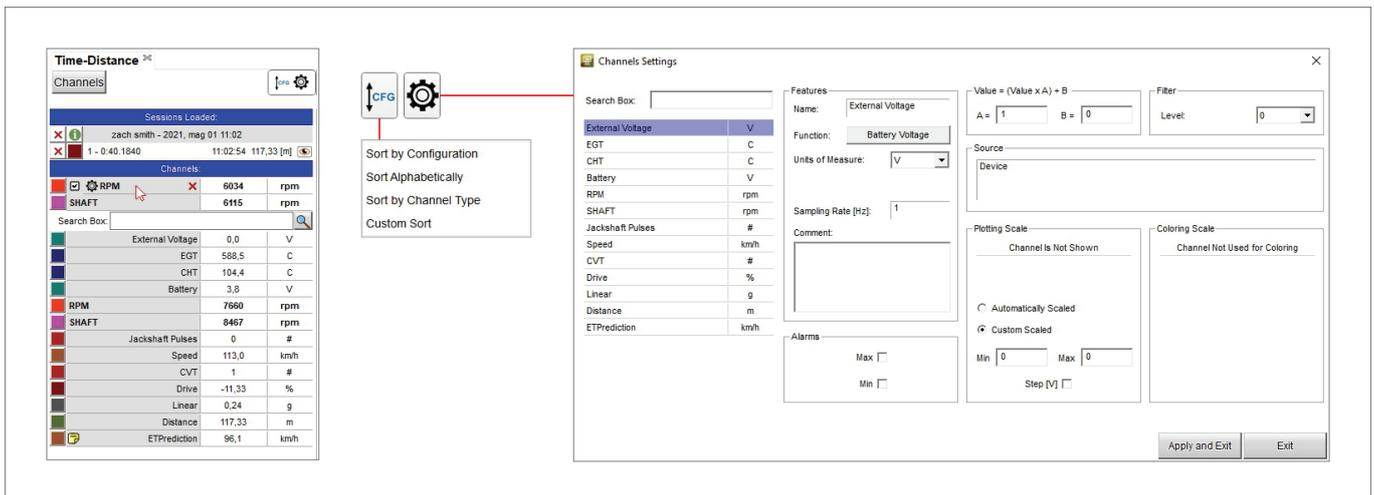 Time-Distance
Channels
CFG
Sessions Loaded:
zach smith - 2021, mag 01 11:02
1 - 0:40.1840 11:02:54 117,33 [m]
Channels:
RPM 6034 rpm
SHAFT 6115 rpm
Search Box:
External Voltage 0,0 V
EGT 588,5 C
CHT 104,4 C
Battery 3,8 V
RPM 7660 rpm
SHAFT 8467 rpm
Jackshaft Pulses 0 #
Speed 113,0 km/h
CVT 1 #
Drive -11,33 %
Linear 0,24 g
Distance 117,33 m
ETPrediction 96,1 km/h
CFG
Sort by Configuration
Sort Alphabetically
Sort by Channel Type
Custom Sort
Channels Settings
Search Box:
External Voltage V
EGT C
CHT C
Battery V
RPM rpm
SHAFT rpm
Jackshaft Pulses #
Speed km/h
CVT #
Drive %
Linear g
Distance m
ETPrediction km/h
Features
Name: External Voltage
Function: Battery Voltage
Units of Measure: V
Sampling Rate [Hz]: 1
Comment:
Alarms
Max
Min
Value = (Value x A) + B
A = 1 B = 0
Filter
Level: 0
Source
Device
Plotting Scale
Channel Is Not Shown
Automatically Scaled
Custom Scaled
Min 0 Max 0
Step [V]
Coloring Scale
Channel Not Used for Coloring
Apply and Exit
Exit